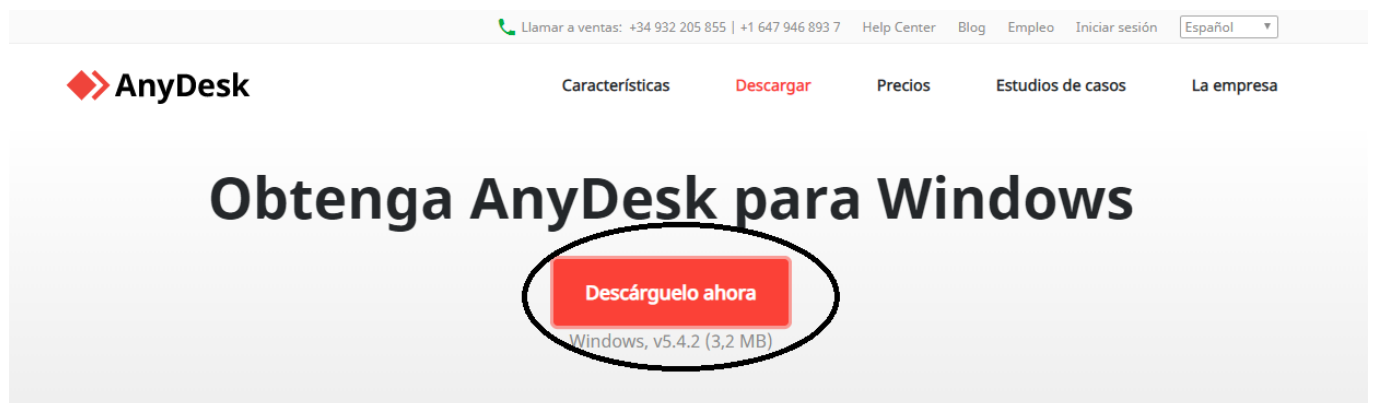 Llamar a ventas: +34 932 205 855 | +1 647 946 893 7 Help Center Blog Empleo Iniciar sesión Español
AnyDesk Características Descargar Precios Estudios de casos La empresa
Obtenga AnyDesk para Windows
Descárguelo ahora
Windows, v5.4.2 (3,2 MB)